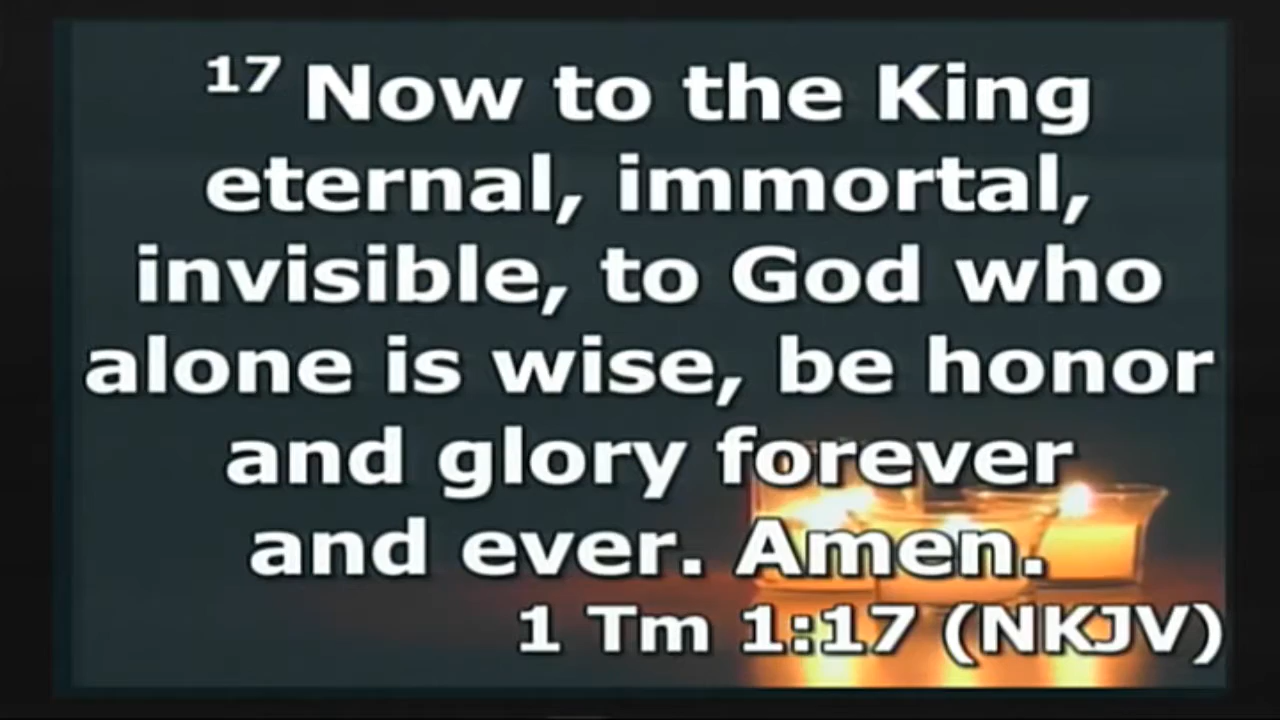 17 Now to the King
eternal, immortal,
invisible, to God who
alone is wise, be honor
and glory forever
and ever. Amen.
1 Tm 1:17 (NKJV)